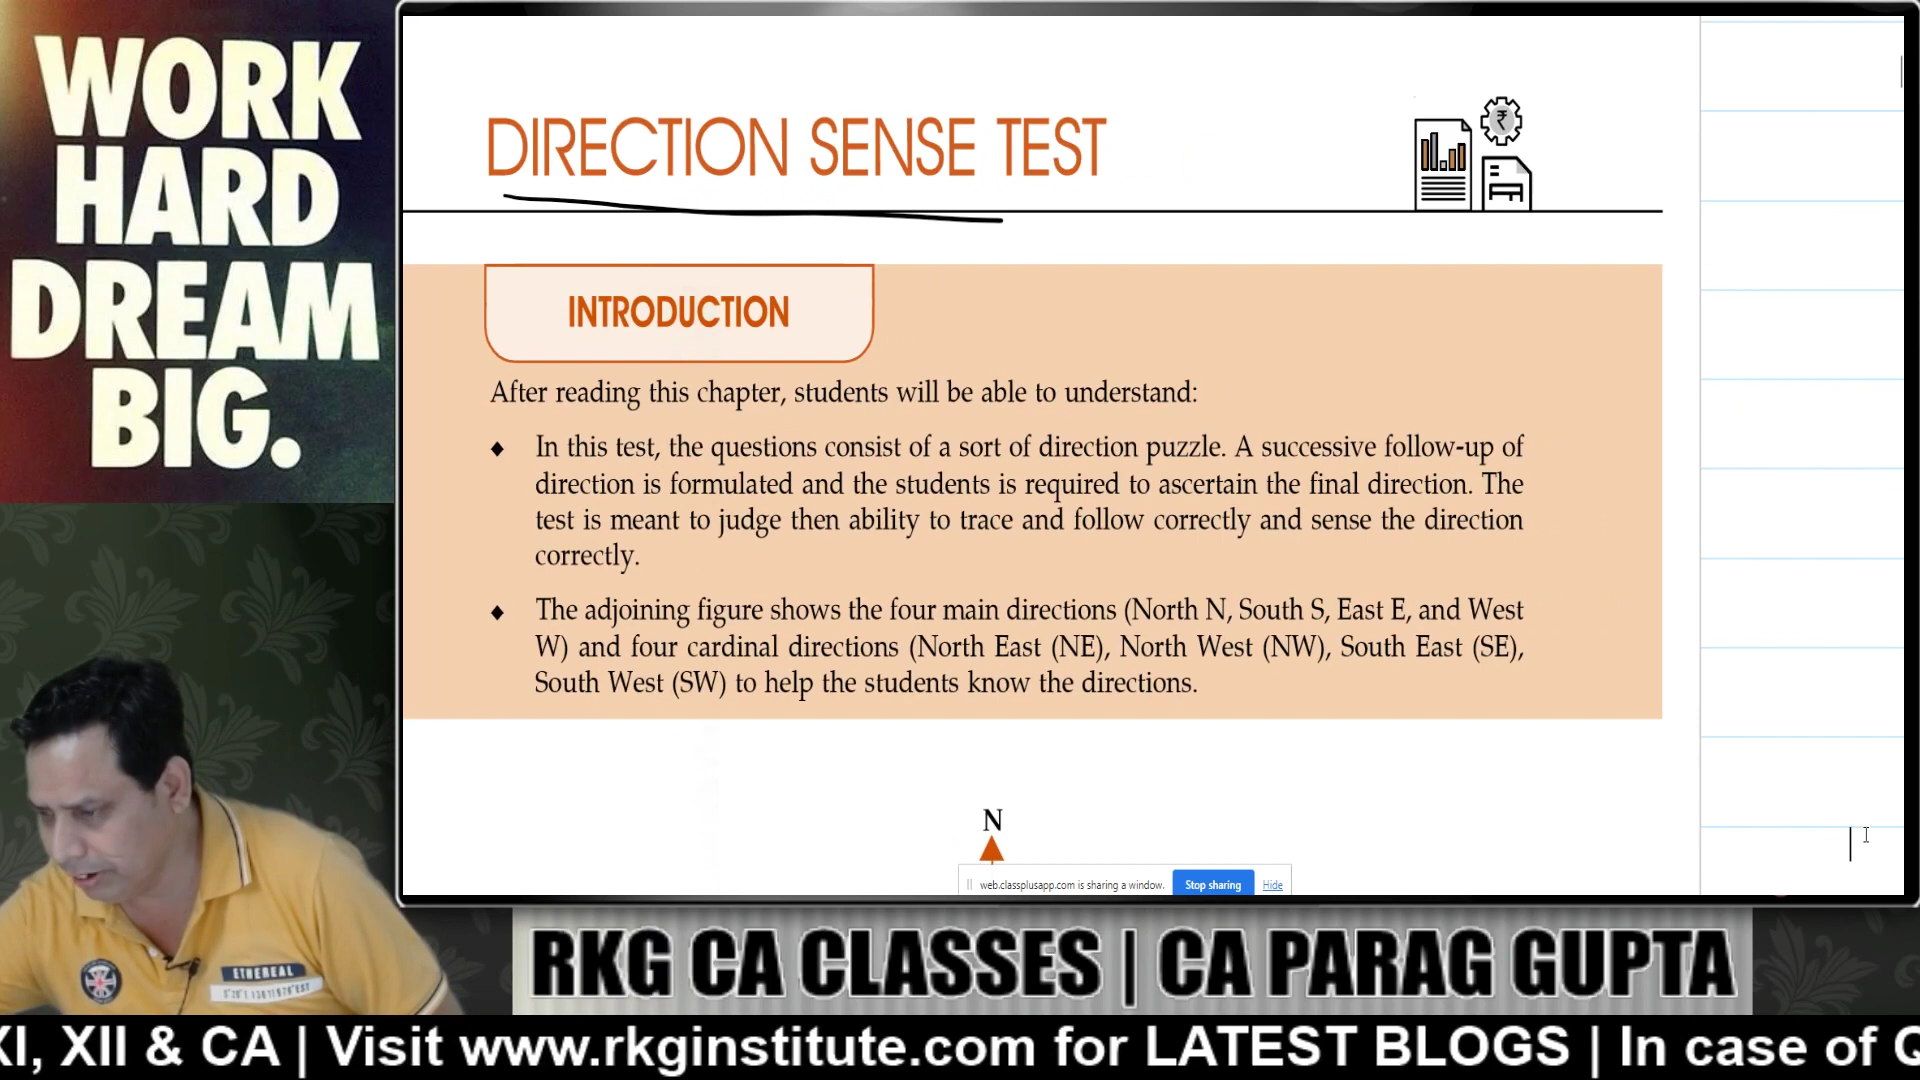 WORK
HARD
DREAM
BIG.
DIRECTION SENSE TEST
₹
INTRODUCTION
After reading this chapter, students will be able to understand:
In this test, the questions consist of a sort of direction puzzle. A successive follow-up of
direction is formulated and the students is required to ascertain the final direction. The
test is meant to judge then ability to trace and follow correctly and sense the direction
correctly.
The adjoining figure shows the four main directions (North N, South S, East E, and West
W) and four cardinal directions (North East (NE), North West (NW), South East (SE),
South West (SW) to help the students know the directions.
N
web.classplusapp.com is sharing a window.
Stop sharing
Hide
ETHEREAL
RKG CA CLASSES | CA PARAG GUPTA
XI, XII & CA | Visit www.rkginstitute.com for LATEST BLOGS | In case of Q